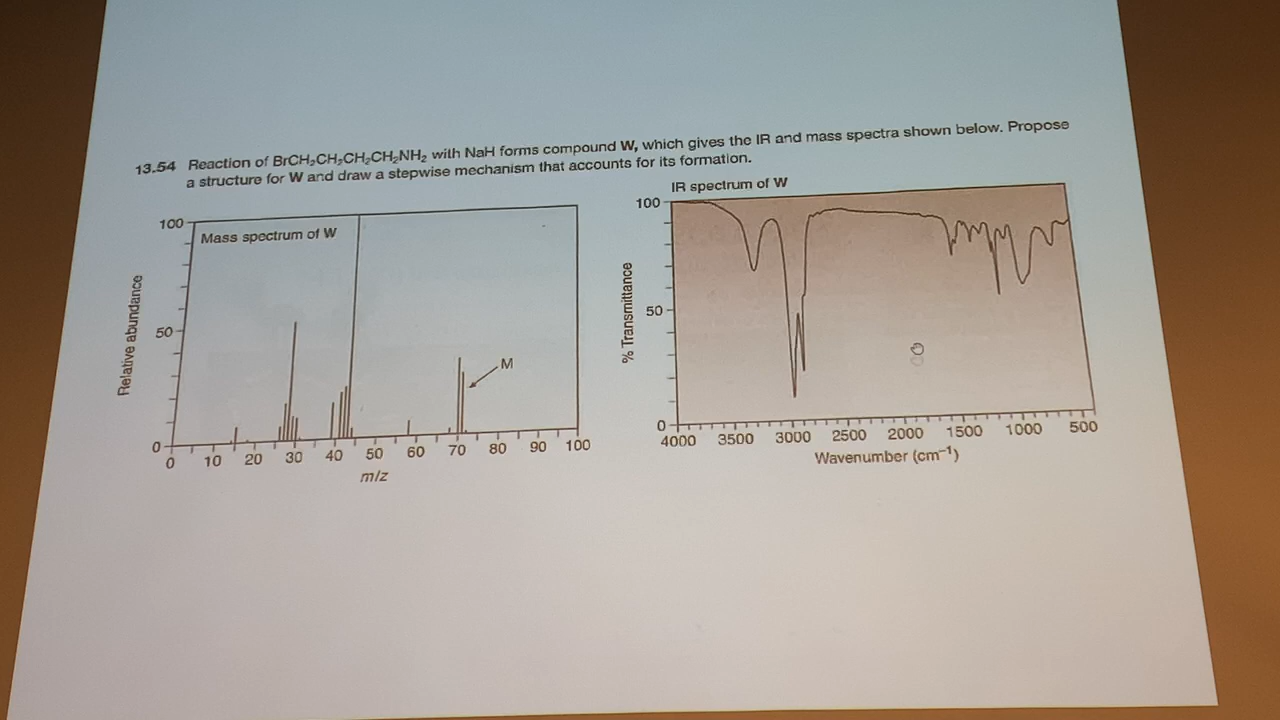 13.54 Reaction of BrCH₂CH₂CH₂CH₂NH₂ with NaH forms compound W, which gives the IR and mass spectra shown below. Propose
a structure for W and draw a stepwise mechanism that accounts for its formation.
Mass spectrum of W
100
50
0
Relative abundance
M
0 10 20 30 40 50 60 70 80 90 100
m/z
IR spectrum of W
100
50
0
% Transmittance
4000 3500 3000 2500 2000 1500 1000 500
Wavenumber (cm⁻¹)